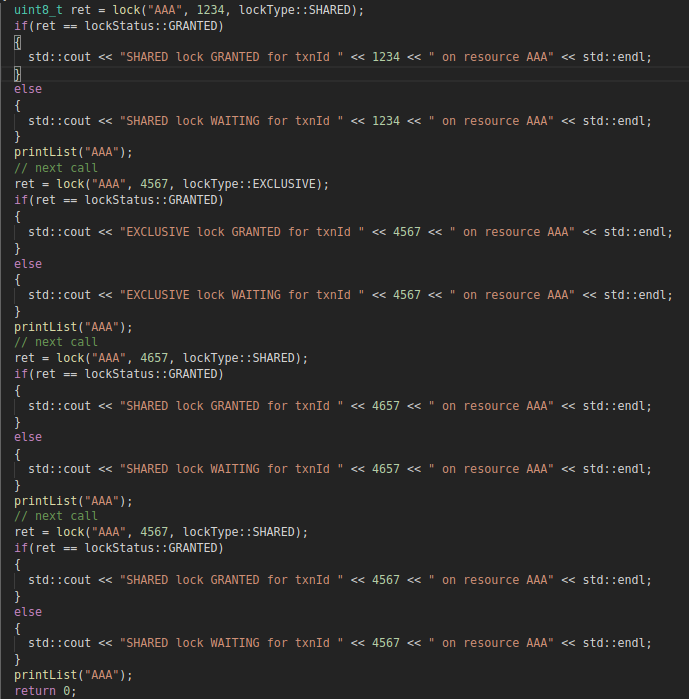 uint8_t ret = lock("AAA", 1234, lockType::SHARED);
if(ret == lockStatus::GRANTED)
{
  std::cout << "SHARED lock GRANTED for txnId " << 1234 << " on resource AAA" << std::endl;
}
else
{
  std::cout << "SHARED lock WAITING for txnId " << 1234 << " on resource AAA" << std::endl;
}
printList("AAA");
// next call
ret = lock("AAA", 4567, lockType::EXCLUSIVE);
if(ret == lockStatus::GRANTED)
{
  std::cout << "EXCLUSIVE lock GRANTED for txnId " << 4567 << " on resource AAA" << std::endl;
}
else
{
  std::cout << "EXCLUSIVE lock WAITING for txnId " << 4567 << " on resource AAA" << std::endl;
}
printList("AAA");
// next call
ret = lock("AAA", 4657, lockType::SHARED);
if(ret == lockStatus::GRANTED)
{
  std::cout << "SHARED lock GRANTED for txnId " << 4657 << " on resource AAA" << std::endl;
}
else
{
  std::cout << "SHARED lock WAITING for txnId " << 4657 << " on resource AAA" << std::endl;
}
printList("AAA");
// next call
ret = lock("AAA", 4567, lockType::SHARED);
if(ret == lockStatus::GRANTED)
{
  std::cout << "SHARED lock GRANTED for txnId " << 4567 << " on resource AAA" << std::endl;
}
else
{
  std::cout << "SHARED lock WAITING for txnId " << 4567 << " on resource AAA" << std::endl;
}
printList("AAA");
return 0;